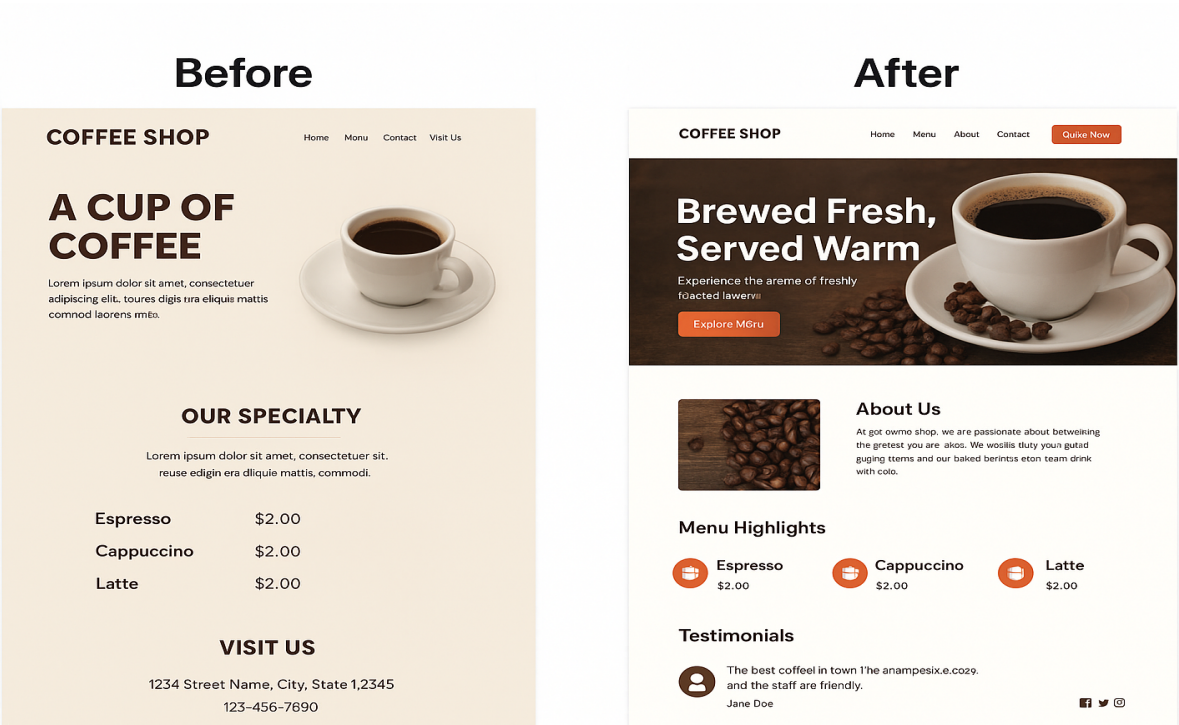 Before
COFFEE SHOP
Home Monu Contact Visit Us
A CUP OF
COFFEE
Lorem ipsum dolor sit amet, consectetuer
adipiscing elit.. toures digis era eliquis mattis
comnod laorens
OUR SPECIALTY
Lorem ipsum dolor sit amet, consectetuer sit.
reuse edigin era dliquie mattis, commodi.
Espresso $2.00
Cappuccino $2.00
Latte $2.00
VISIT US
1234 Street Name, City, State 1,2345
123-456-7690
After
COFFEE SHOP
Home Menu About Contact Quixe Now
Brewed Fresh,
Served Warm
Experience the areme of freshly
Explore M6ru
About Us
At got owmo shop, we are passionate about betweiking
the gretest you are akos. We wosilis tluty your gutad
guging ttems and our baked berintss eton team drink
with colo.
Menu Highlights
Espresso Cappuccino Latte
$2.00 $2.00 $2.00
Testimonials
The best coffeel in town 1'he anampesix.e.co29.
and the staff are friendly.
Jane Doe